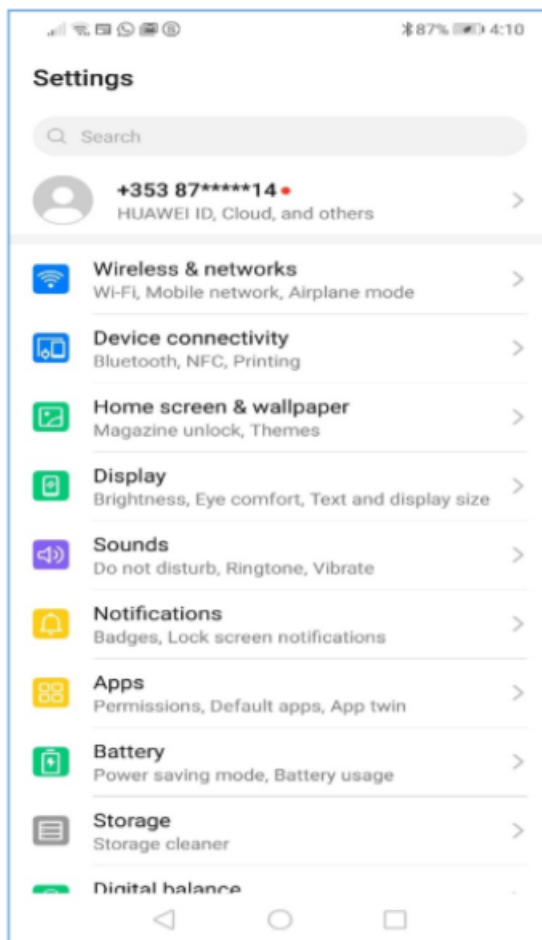 87% 4:10
Settings
Search
+353 87*****14
HUAWEI ID, Cloud, and others
Wireless & networks
Wi-Fi, Mobile network, Airplane mode
Device connectivity
Bluetooth, NFC, Printing
Home screen & wallpaper
Magazine unlock, Themes
Display
Brightness, Eye comfort, Text and display size
Sounds
Do not disturb, Ringtone, Vibrate
Notifications
Badges, Lock screen notifications
Apps
Permissions, Default apps, App twin
Battery
Power saving mode, Battery usage
Storage
Storage cleaner
Digital balance